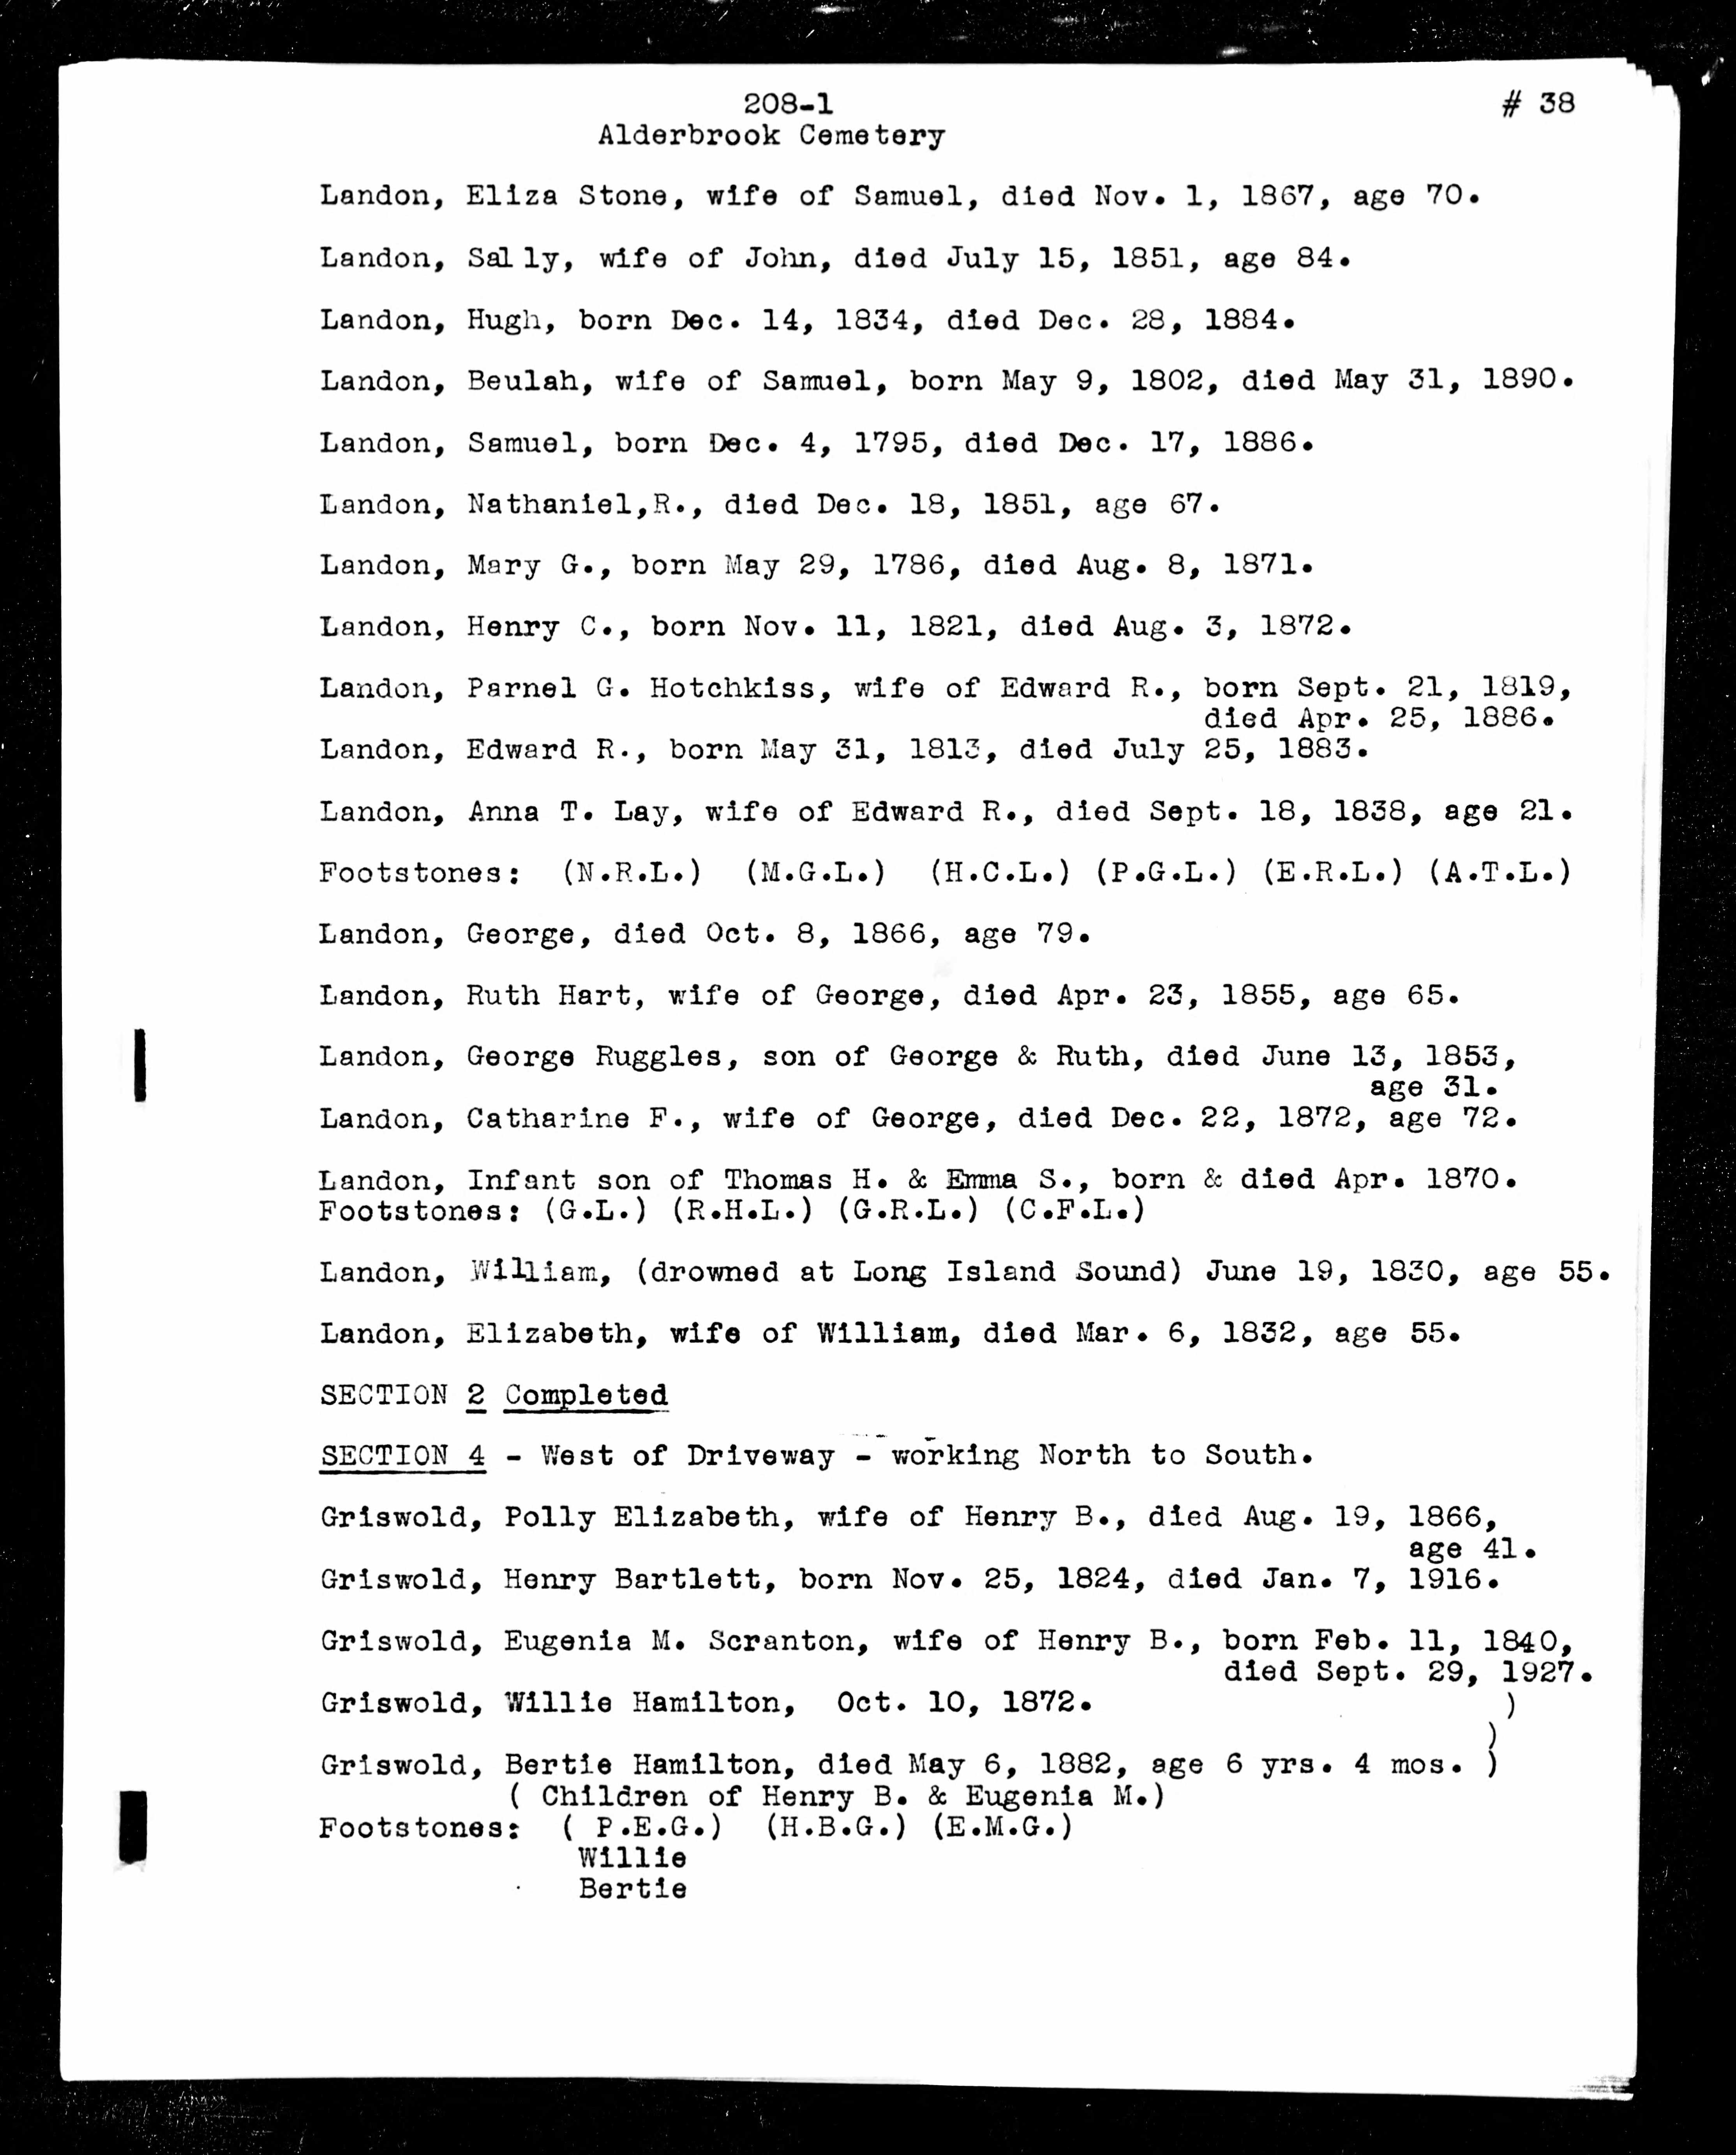 208-1
# 38
Alderbrook Cemetery
Landon, Eliza Stone, wife of Samuel, died Nov. 1, 1867, age 70.
Landon, Sally, wife of John, died July 15, 1851, age 84.
Landon, Hugh, born Dec. 14, 1834, died Dec. 28, 1884.
Landon, Beulah, wife of Samuel, born May 9, 1802, died May 31, 1890.
Landon, Samuel, born Dec. 4, 1795, died Dec. 17, 1886.
Landon, Nathaniel,R., died Dec. 18, 1851, age 67.
Landon, Mary G., born May 29, 1786, died Aug. 8, 1871.
Landon, Henry C., born Nov. 11, 1821, died Aug. 3, 1872.
Landon, Parnel G. Hotchkiss, wife of Edward R., born Sept. 21, 1819,
died Apr. 25, 1886.
Landon, Edward R., born May 31, 1813, died July 25, 1883.
Landon, Anna T. Lay, wife of Edward R., died Sept. 18, 1838, age 21.
Footstones: (N.R.L.) (M.G.L.) (H.C.L.) (P.G.L.) (E.R.L.) (A.T.L.)
Landon, George, died Oct. 8, 1866, age 79.
Landon, Ruth Hart, wife of George, died Apr. 23, 1855, age 65.
Landon, George Ruggles, son of George & Ruth, died June 13, 1853,
age 31.
Landon, Catharine F., wife of George, died Dec. 22, 1872, age 72.
Landon, Infant son of Thomas H. & Emma S., born & died Apr. 1870.
Footstones: (G.L.) (R.H.L.) (G.R.L.) (C.F.L.)
Landon, William, (drowned at Long Island Sound) June 19, 1830, age 55.
Landon, Elizabeth, wife of William, died Mar. 6, 1832, age 55.
SECTION 2 Completed
SECTION 4 - West of Driveway - working North to South.
Griswold, Polly Elizabeth, wife of Henry B., died Aug. 19, 1866,
age 41.
Griswold, Henry Bartlett, born Nov. 25, 1824, died Jan. 7, 1916.
Griswold, Eugenia M. Scranton, wife of Henry B., born Feb. 11, 1840,
died Sept. 29, 1927.
Griswold, Willie Hamilton, Oct. 10, 1872. )
)
Griswold, Bertie Hamilton, died May 6, 1882, age 6 yrs. 4 mos. )
( Children of Henry B. & Eugenia M.)
Footstones: ( P.E.G.) (H.B.G.) (E.M.G.)
Willie
Bertie